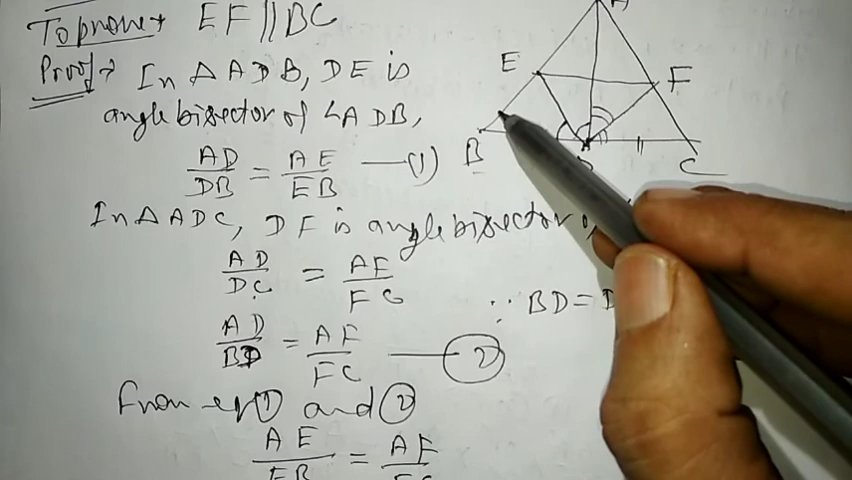 To prove → EF || BC
Proof → In △ADB, DE is
angle bisector of ∠ADB,
AD/DB = AE/EB —(1)
In △ADC, DF is angle bisector
AD/DC = AF/FC
∵ BD =
AD/BD = AF/FC —②
From eq ① and ②
AE/EB = AF/FC
A
E
F
B
C